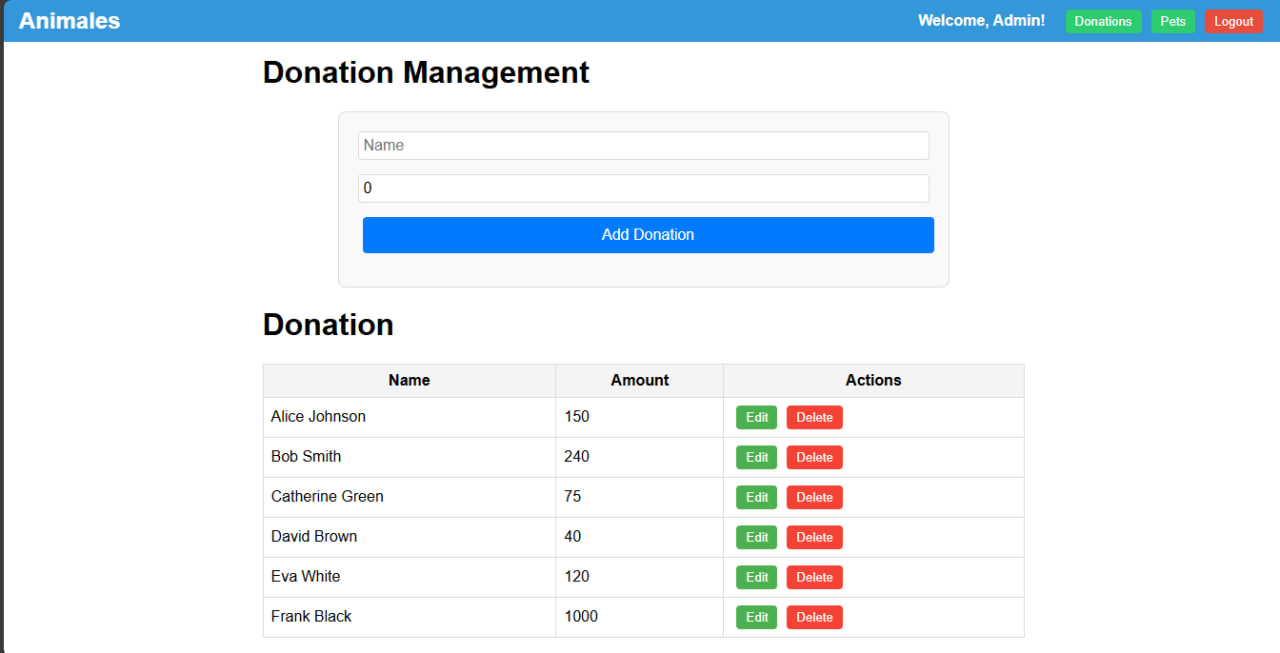 Animales Welcome, Admin! Donations Pets Logout
Donation Management
Name
0
Add Donation
Donation
Name Amount Actions
Alice Johnson 150 Edit Delete
Bob Smith 240 Edit Delete
Catherine Green 75 Edit Delete
David Brown 40 Edit Delete
Eva White 120 Edit Delete
Frank Black 1000 Edit Delete